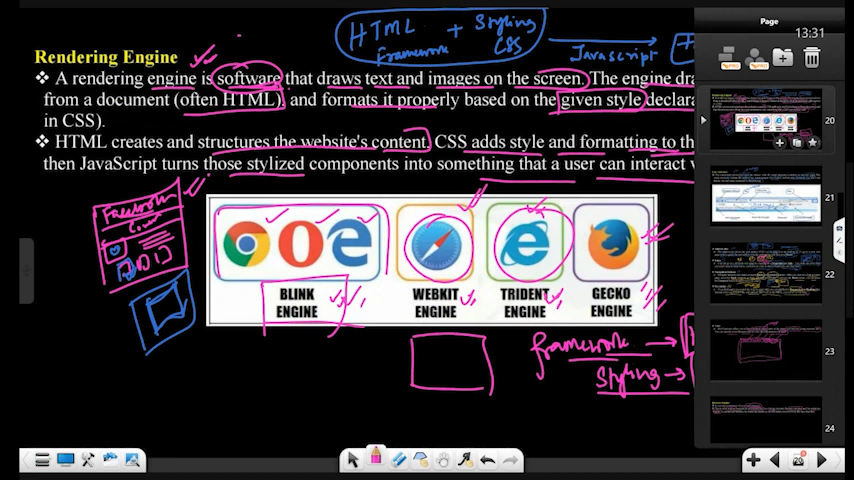 HTML + Styling
Framework CSS
Javascript
Page
13:31
Rendering Engine
❖ A rendering engine is software that draws text and images on the screen. The engine dra
from a document (often HTML), and formats it properly based on the given style declara
in CSS).
❖ HTML creates and structures the website's content, CSS adds style and formatting to th
then JavaScript turns those stylized components into something that a user can interact v
BLINK ENGINE
WEBKIT ENGINE
TRIDENT ENGINE
GECKO ENGINE
framework →
Styling →
20
21
22
23
24